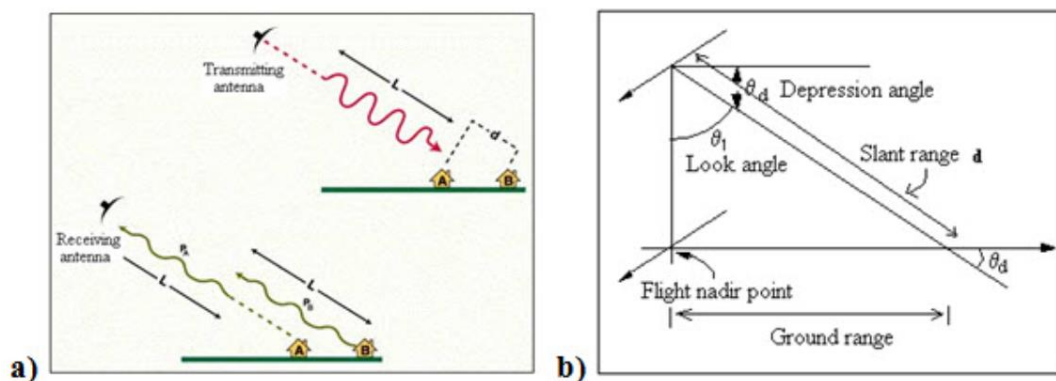 Transmitting
antenna
L
d
A
B
Receiving
antenna
P_A
L
L
P_B
A
B
a)
θ_d
Depression angle
θ_1
Look angle
Slant range d
θ_d
Flight nadir point
Ground range
b)